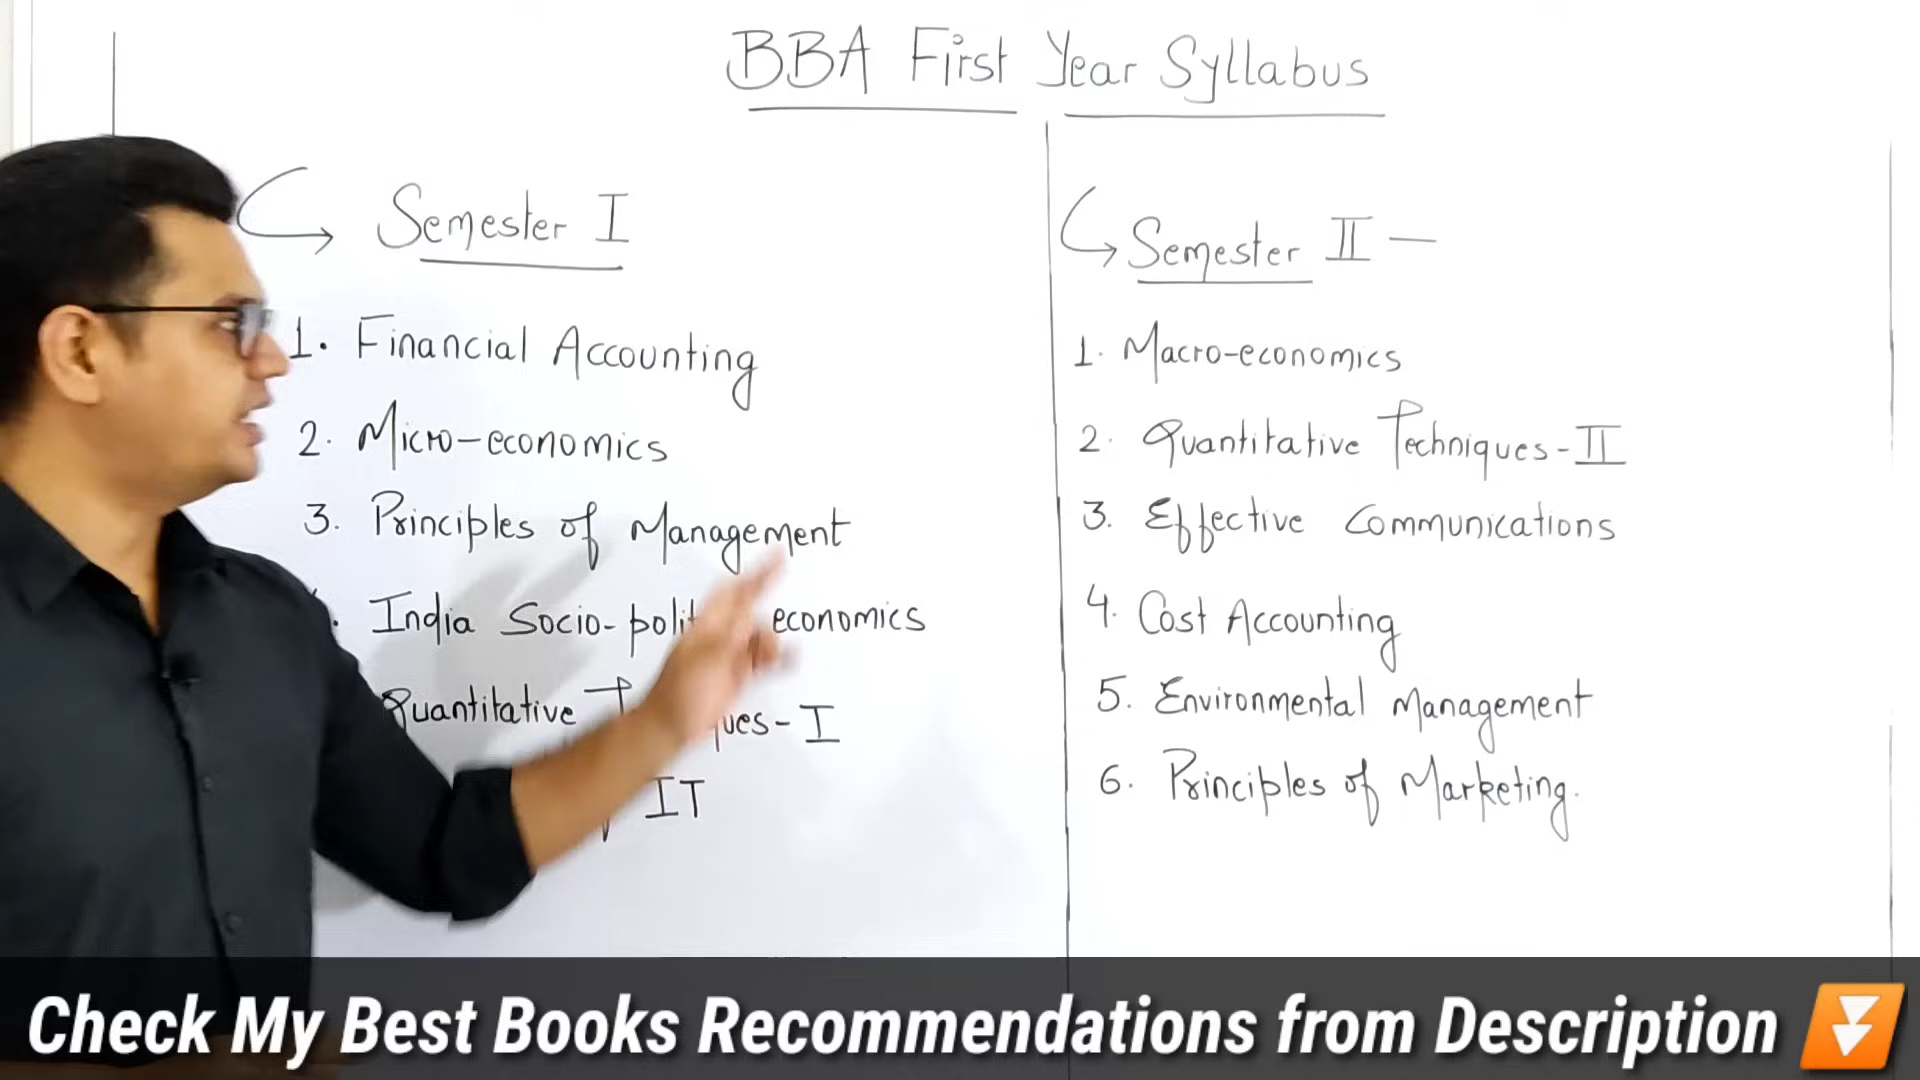 BBA First Year Syllabus
Semester I
1. Financial Accounting
2. Micro-economics
3. Principles of Management
India Socio- economics
Quantitative -I
IT
Semester II —
1. Macro-economics
2. Quantitative Techniques-II
3. Effective Communications
4. Cost Accounting
5. Environmental Management
6. Principles of Marketing.
Check My Best Books Recommendations from Description